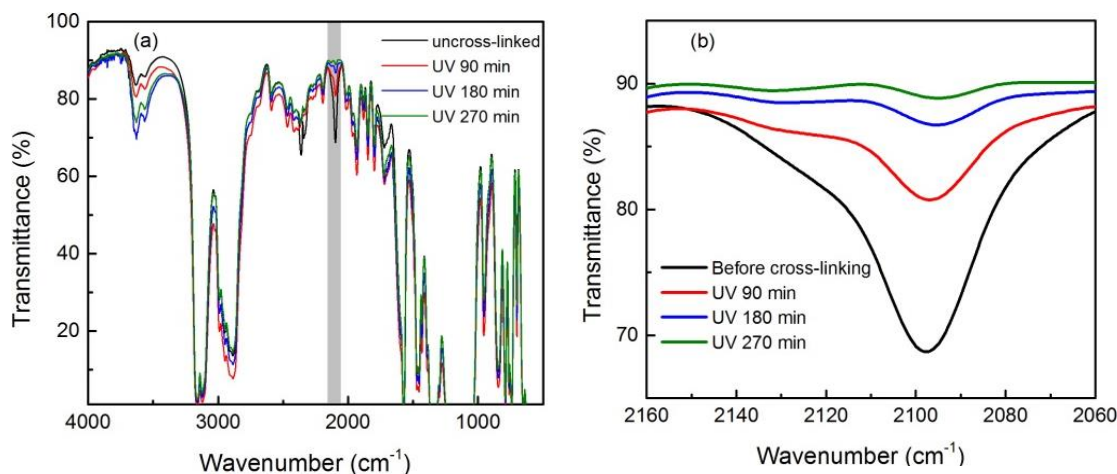 (a)
uncross-linked
UV 90 min
UV 180 min
UV 270 min
Transmittance (%)
100
80
60
40
20
4000 3000 2000 1000
Wavenumber (cm⁻¹)
(b)
Before cross-linking
UV 90 min
UV 180 min
UV 270 min
Transmittance (%)
90
80
70
2160 2140 2120 2100 2080 2060
Wavenumber (cm⁻¹)